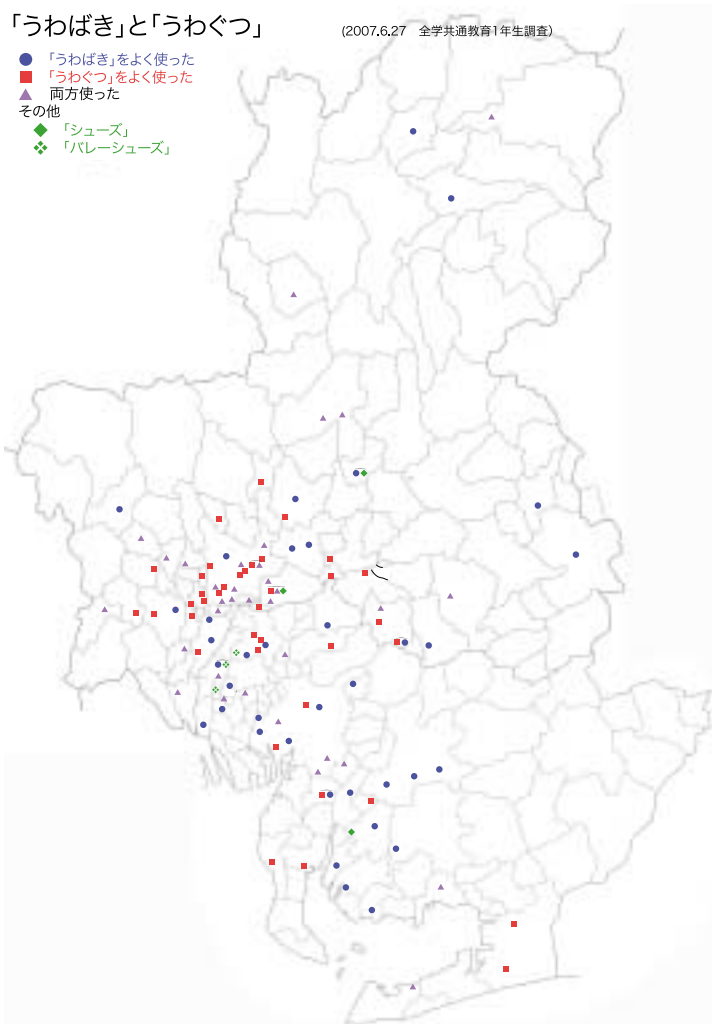 「うわばき」と「うわぐつ」
(2007.6.27　全学共通教育1年生調査)
「うわばき」をよく使った
「うわぐつ」をよく使った
両方使った
その他
「シューズ」
「バレーシューズ」